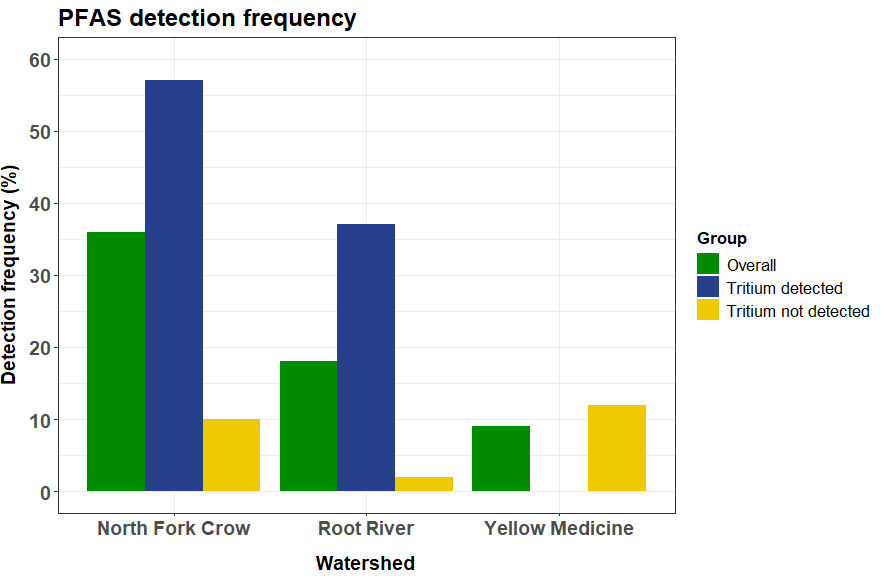 PFAS detection frequency
Detection frequency (%)
60
50
40
30
20
10
0
North Fork Crow
Root River
Yellow Medicine
Watershed
Group
Overall
Tritium detected
Tritium not detected